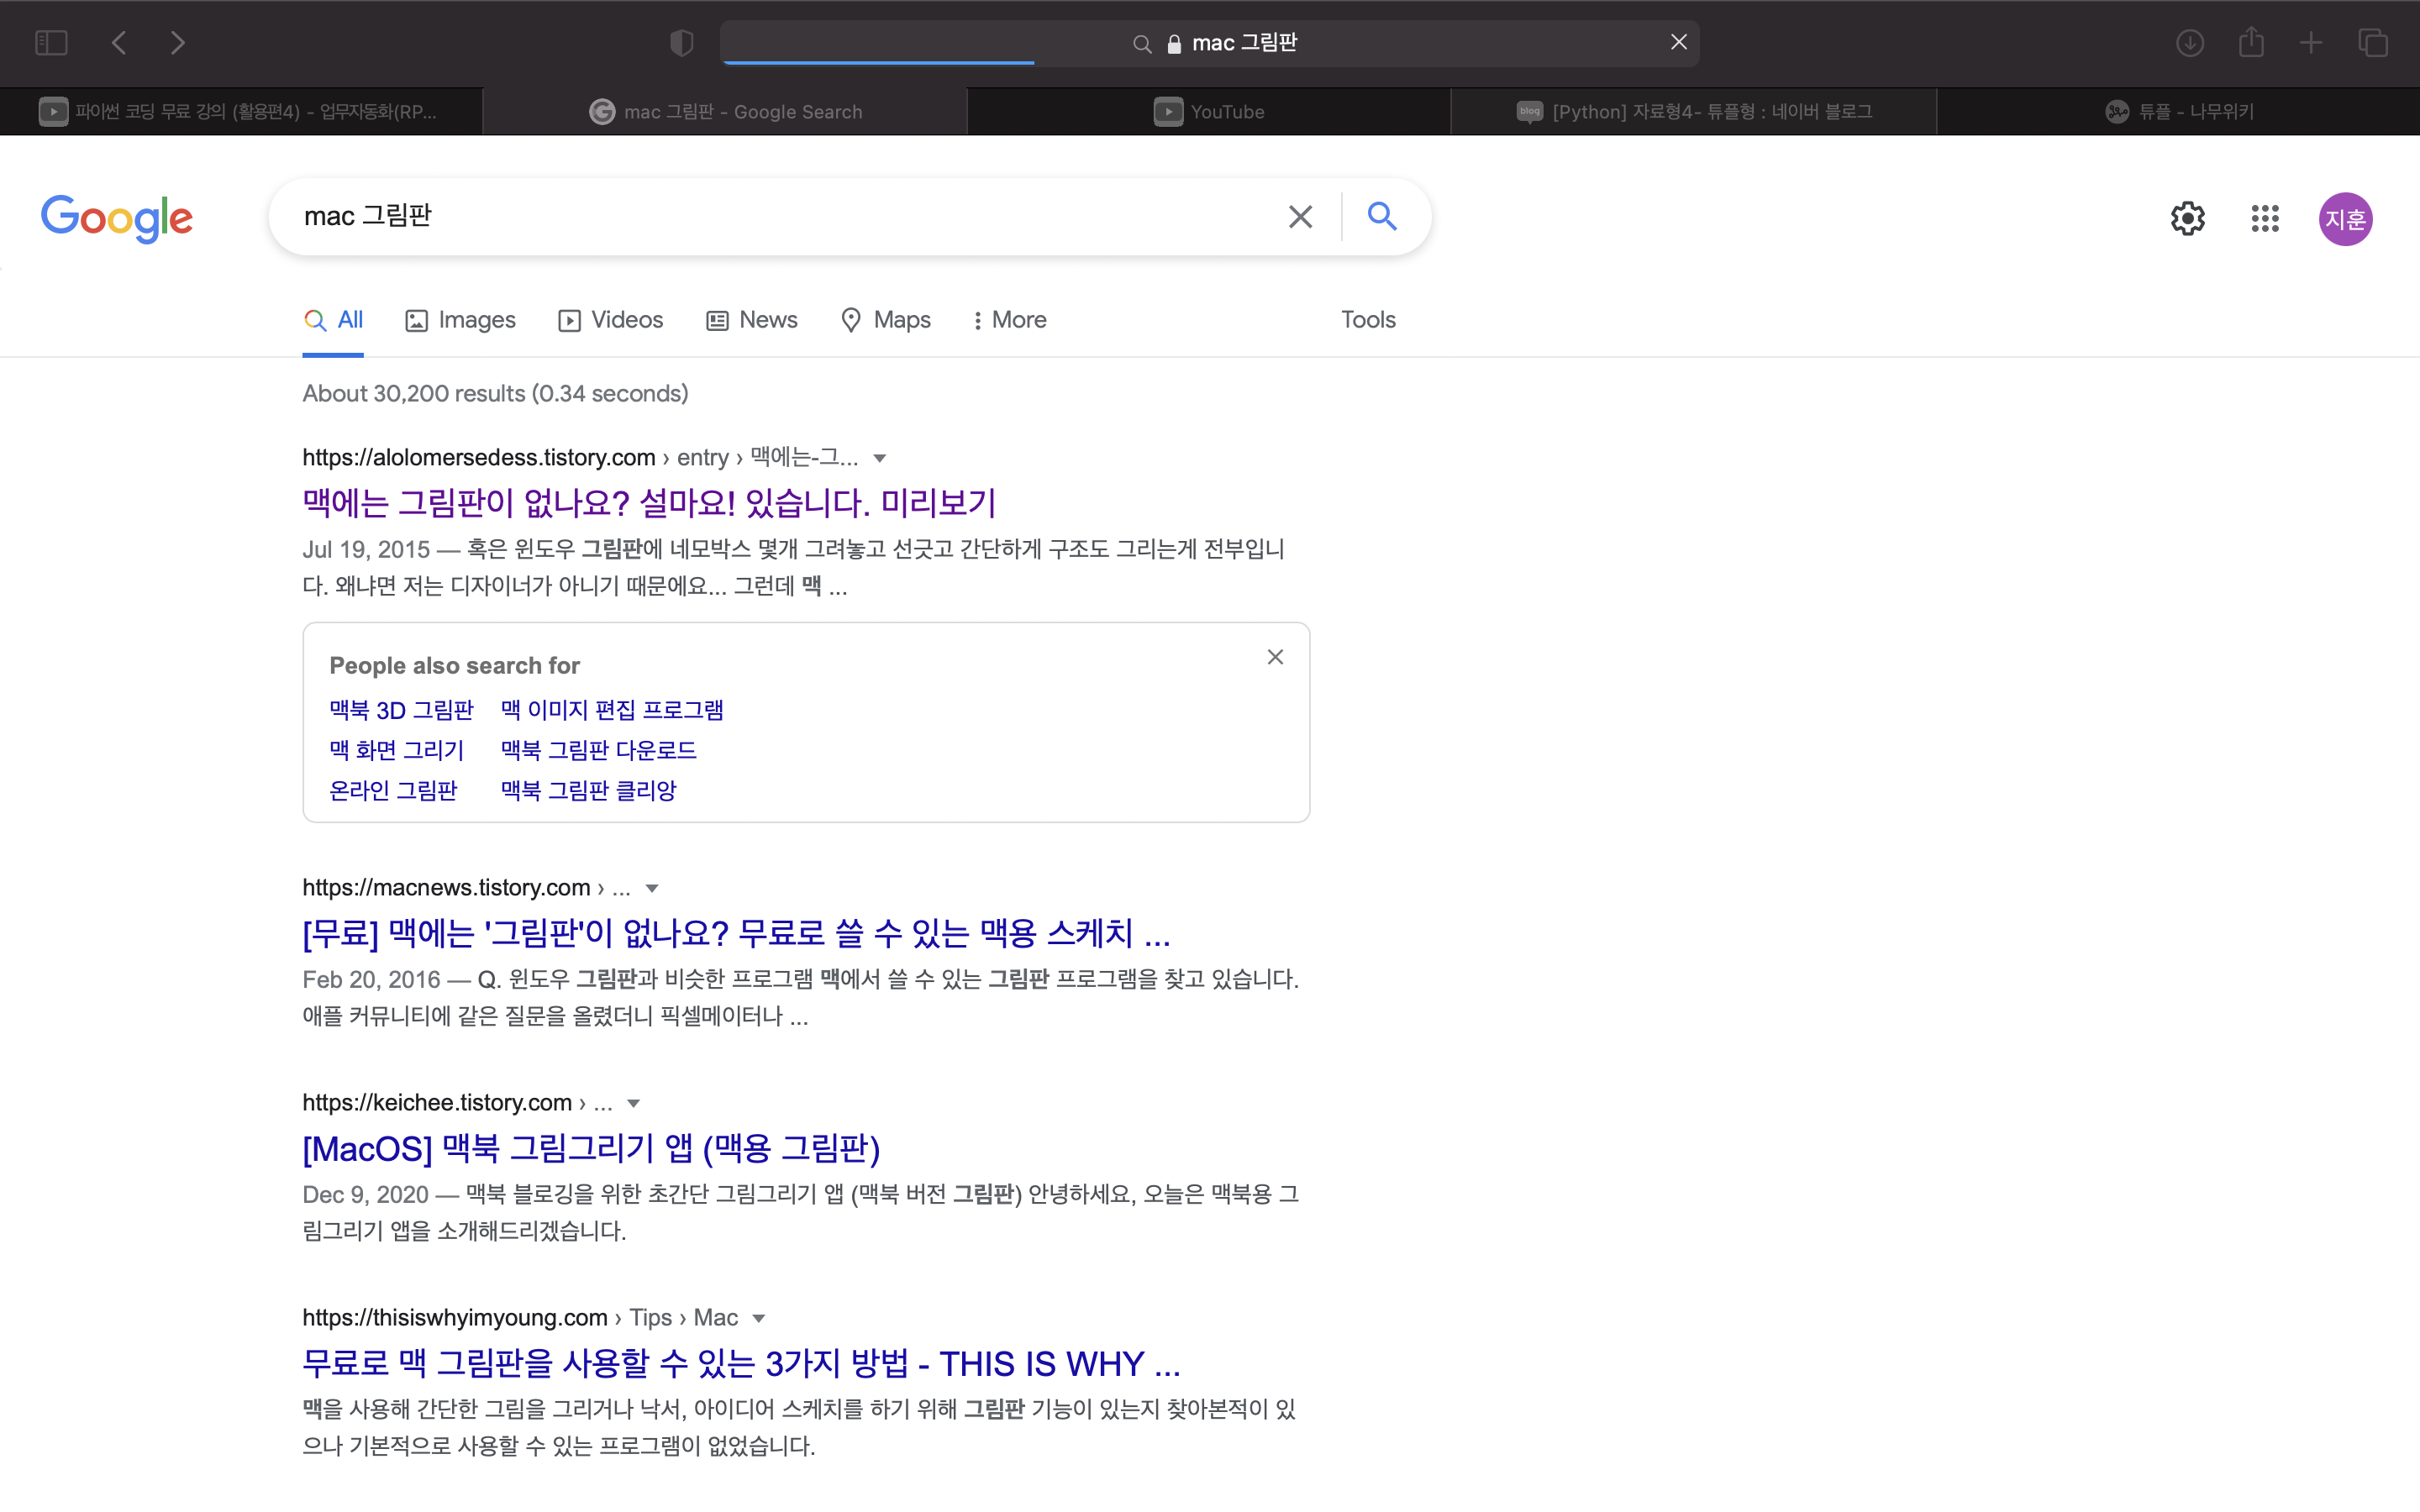 mac 그림판
파이썬 코딩 무료 강의 (활용편4) - 업무자동화(RP...
mac 그림판 - Google Search
YouTube
blog
[Python] 자료형4- 튜플형 : 네이버 블로그
튜플 - 나무위키
Google
mac 그림판
지훈
All
Images
Videos
News
Maps
More
Tools
About 30,200 results (0.34 seconds)
https://alolomersedess.tistory.com › entry › 맥에는-그...
맥에는 그림판이 없나요? 설마요! 있습니다. 미리보기
Jul 19, 2015 — 혹은 윈도우 그림판에 네모박스 몇개 그려놓고 선긋고 간단하게 구조도 그리는게 전부입니
다. 왜냐면 저는 디자이너가 아니기 때문에요... 그런데 맥 ...
People also search for
맥북 3D 그림판 맥 이미지 편집 프로그램
맥 화면 그리기 맥북 그림판 다운로드
온라인 그림판 맥북 그림판 클리앙
https://macnews.tistory.com › ...
[무료] 맥에는 '그림판'이 없나요? 무료로 쓸 수 있는 맥용 스케치 ...
Feb 20, 2016 — Q. 윈도우 그림판과 비슷한 프로그램 맥에서 쓸 수 있는 그림판 프로그램을 찾고 있습니다.
애플 커뮤니티에 같은 질문을 올렸더니 픽셀메이터나 ...
https://keichee.tistory.com › ...
[MacOS] 맥북 그림그리기 앱 (맥용 그림판)
Dec 9, 2020 — 맥북 블로깅을 위한 초간단 그림그리기 앱 (맥북 버전 그림판) 안녕하세요, 오늘은 맥북용 그
림그리기 앱을 소개해드리겠습니다.
https://thisiswhyimyoung.com › Tips › Mac
무료로 맥 그림판을 사용할 수 있는 3가지 방법 - THIS IS WHY ...
맥을 사용해 간단한 그림을 그리거나 낙서, 아이디어 스케치를 하기 위해 그림판 기능이 있는지 찾아본적이 있
으나 기본적으로 사용할 수 있는 프로그램이 없었습니다.